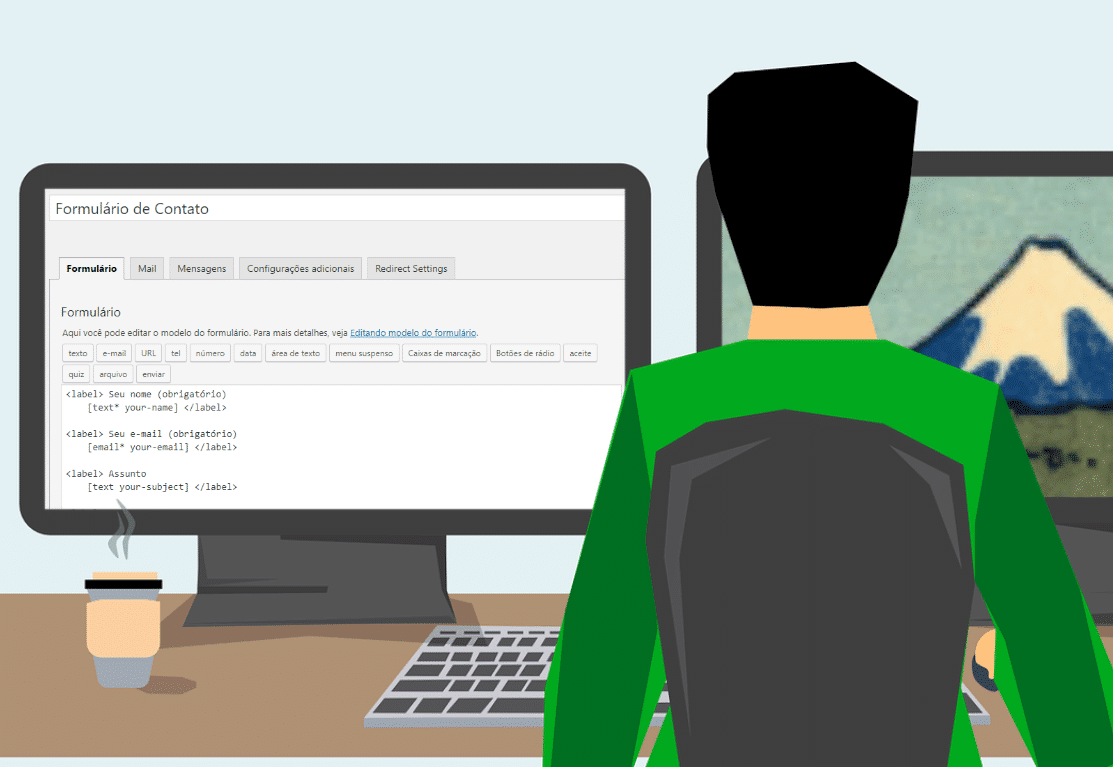 Formulário de Contato
Formulário Mail Mensagens Configurações adicionais Redirect Settings
Formulário
Aqui você pode editar o modelo do formulário. Para mais detalhes, veja Editando modelo do formulário.
texto e-mail URL tel número data área de texto menu suspenso Caixas de marcação Botões de rádio aceite
quiz arquivo enviar
<label> Seu nome (obrigatório)
[text* your-name] </label>
<label> Seu e-mail (obrigatório)
[email* your-email] </label>
<label> Assunto
[text your-subject] </label>